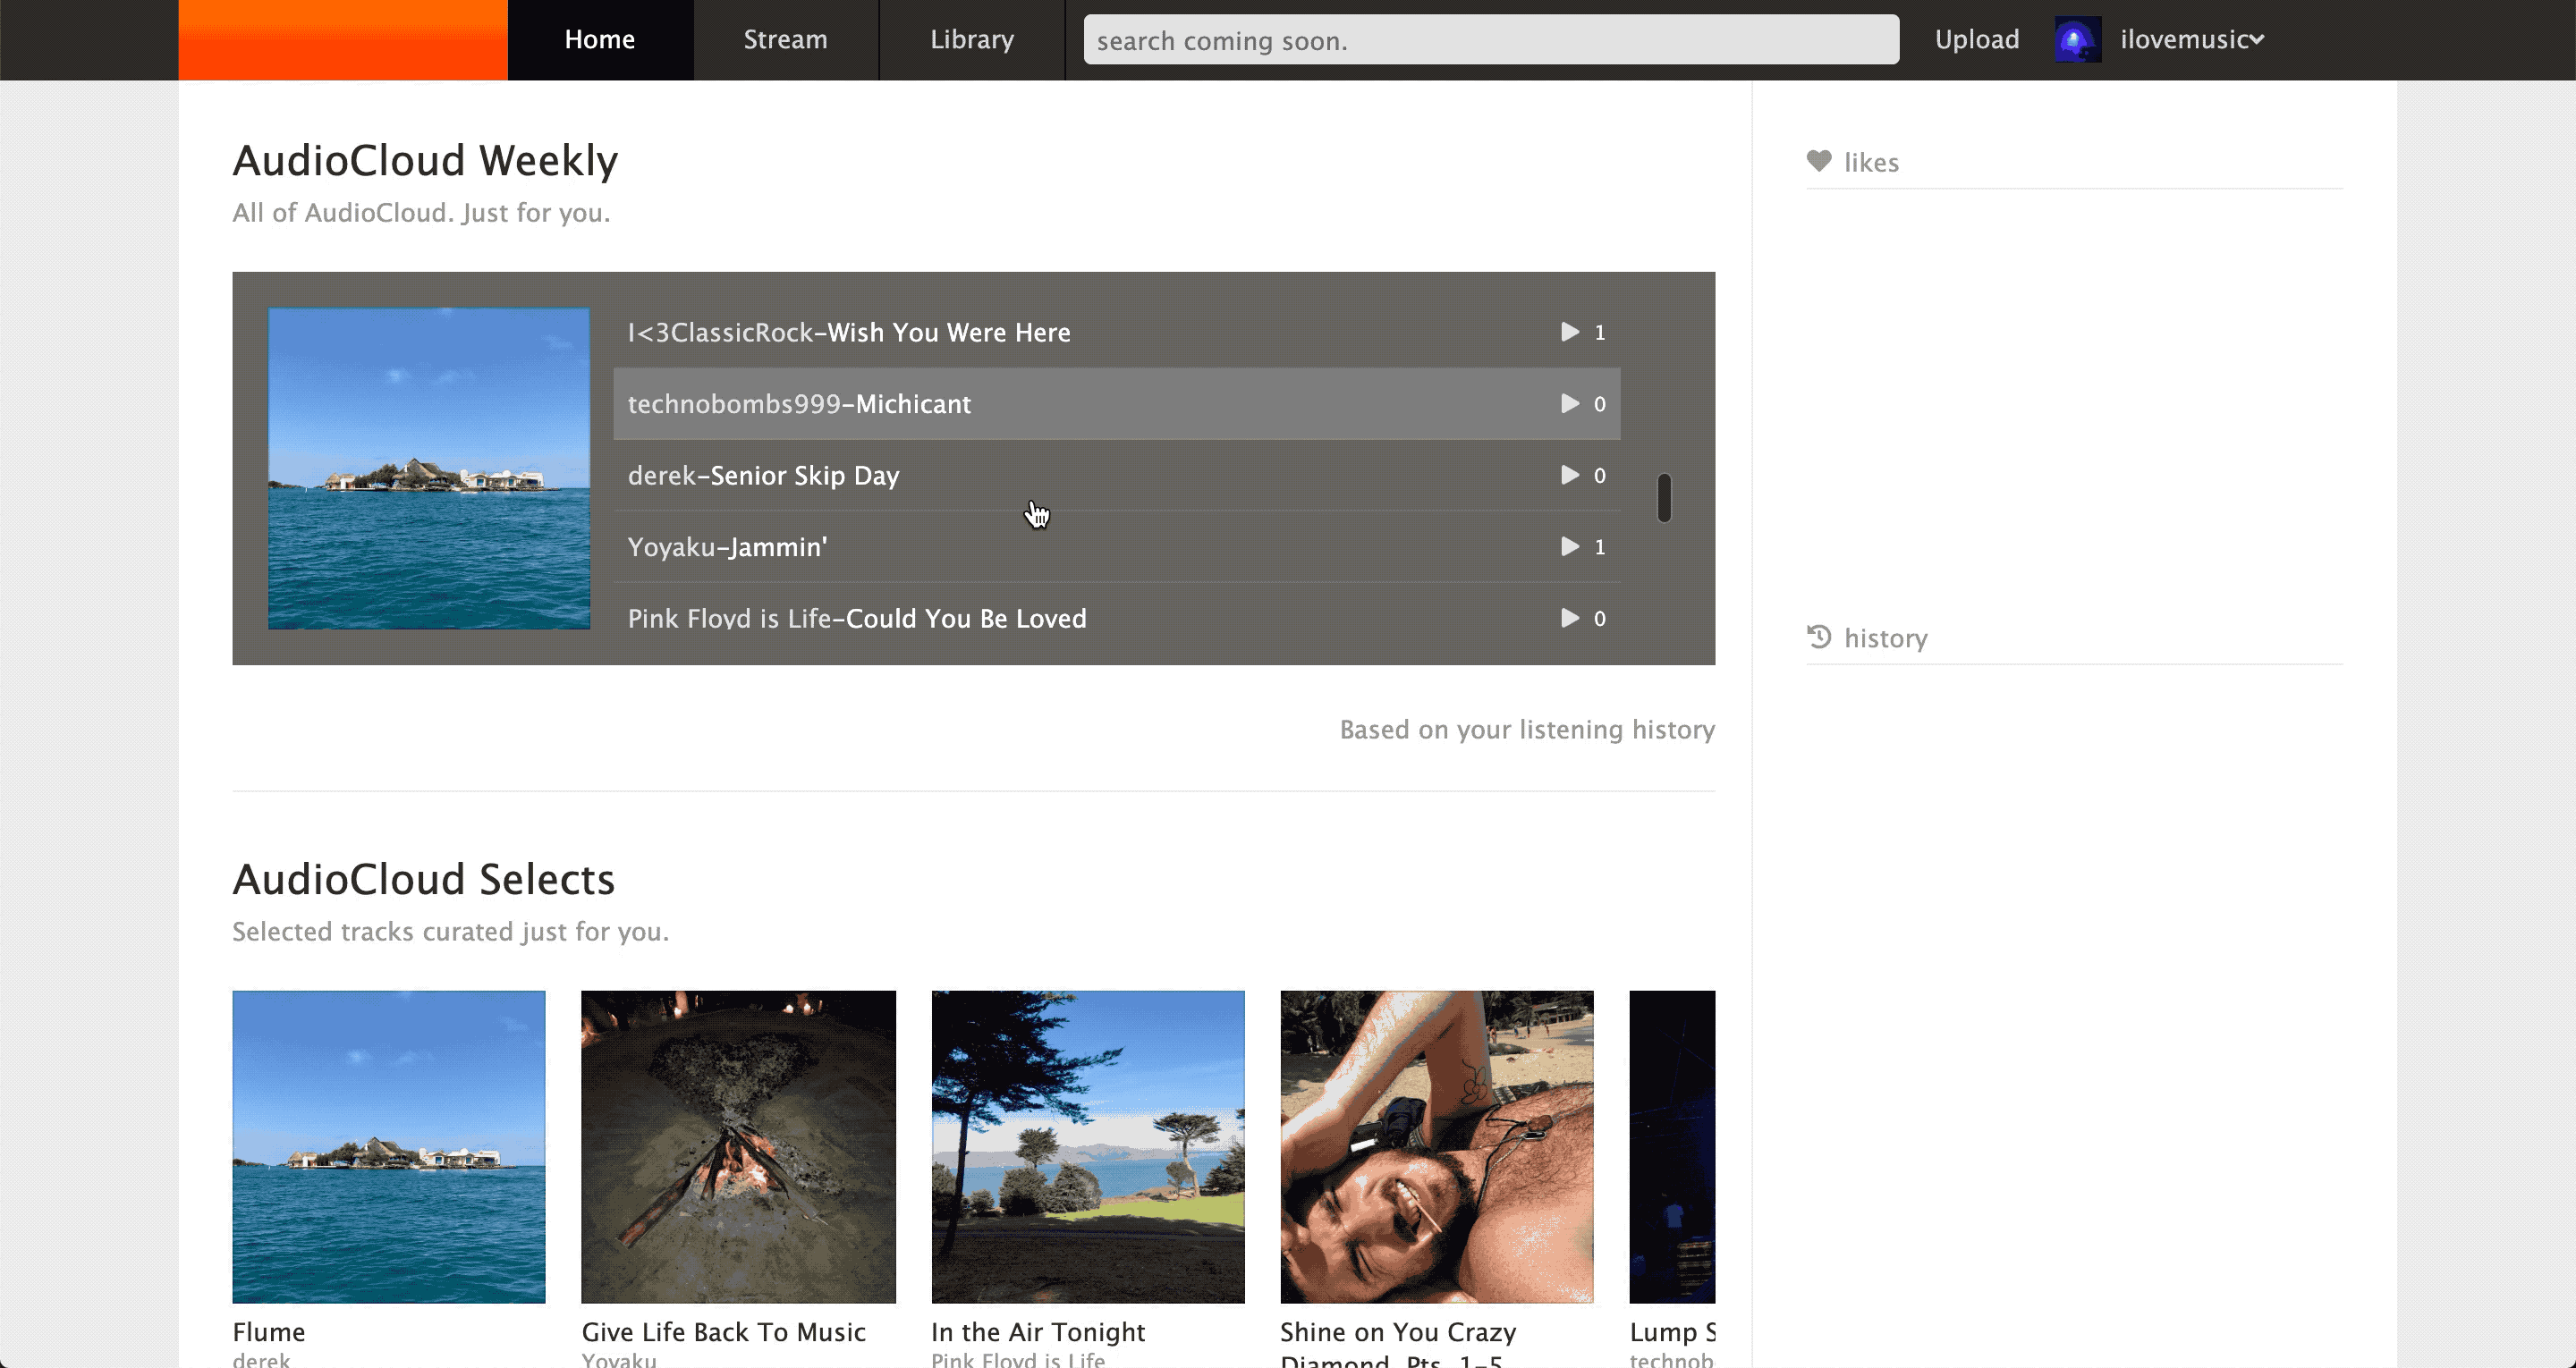 Home Stream Library search coming soon. Upload ilovemusic
AudioCloud Weekly
All of AudioCloud. Just for you.
likes
I<3ClassicRock-Wish You Were Here 1
technobombs999-Michicant 0
derek-Senior Skip Day 0
Yoyaku-Jammin' 1
Pink Floyd is Life-Could You Be Loved 0
history
Based on your listening history
AudioCloud Selects
Selected tracks curated just for you.
Flume
derek
Give Life Back To Music
Yoyaku
In the Air Tonight
Pink Floyd is Life
Shine on You Crazy
Diamond, Pts. 1-5
Lump S
technob